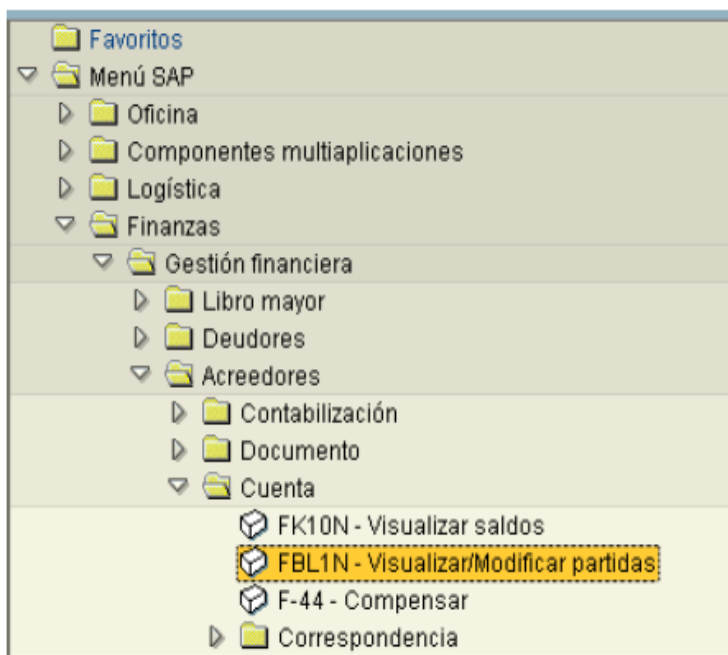 Favoritos
Menú SAP
Oficina
Componentes multiaplicaciones
Logística
Finanzas
Gestión financiera
Libro mayor
Deudores
Acreedores
Contabilización
Documento
Cuenta
FK10N - Visualizar saldos
FBL1N - Visualizar/Modificar partidas
F-44 - Compensar
Correspondencia